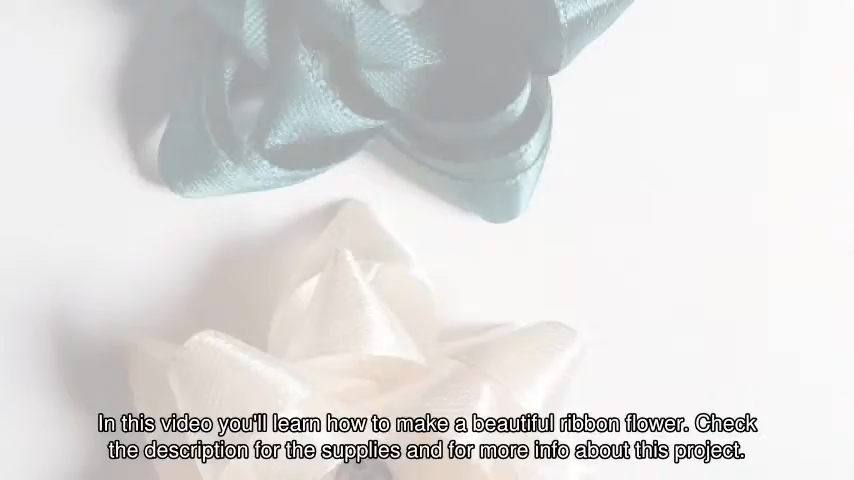 In this video you'll learn how to make a beautiful ribbon flower. Check
the description for the supplies and for more info about this project.